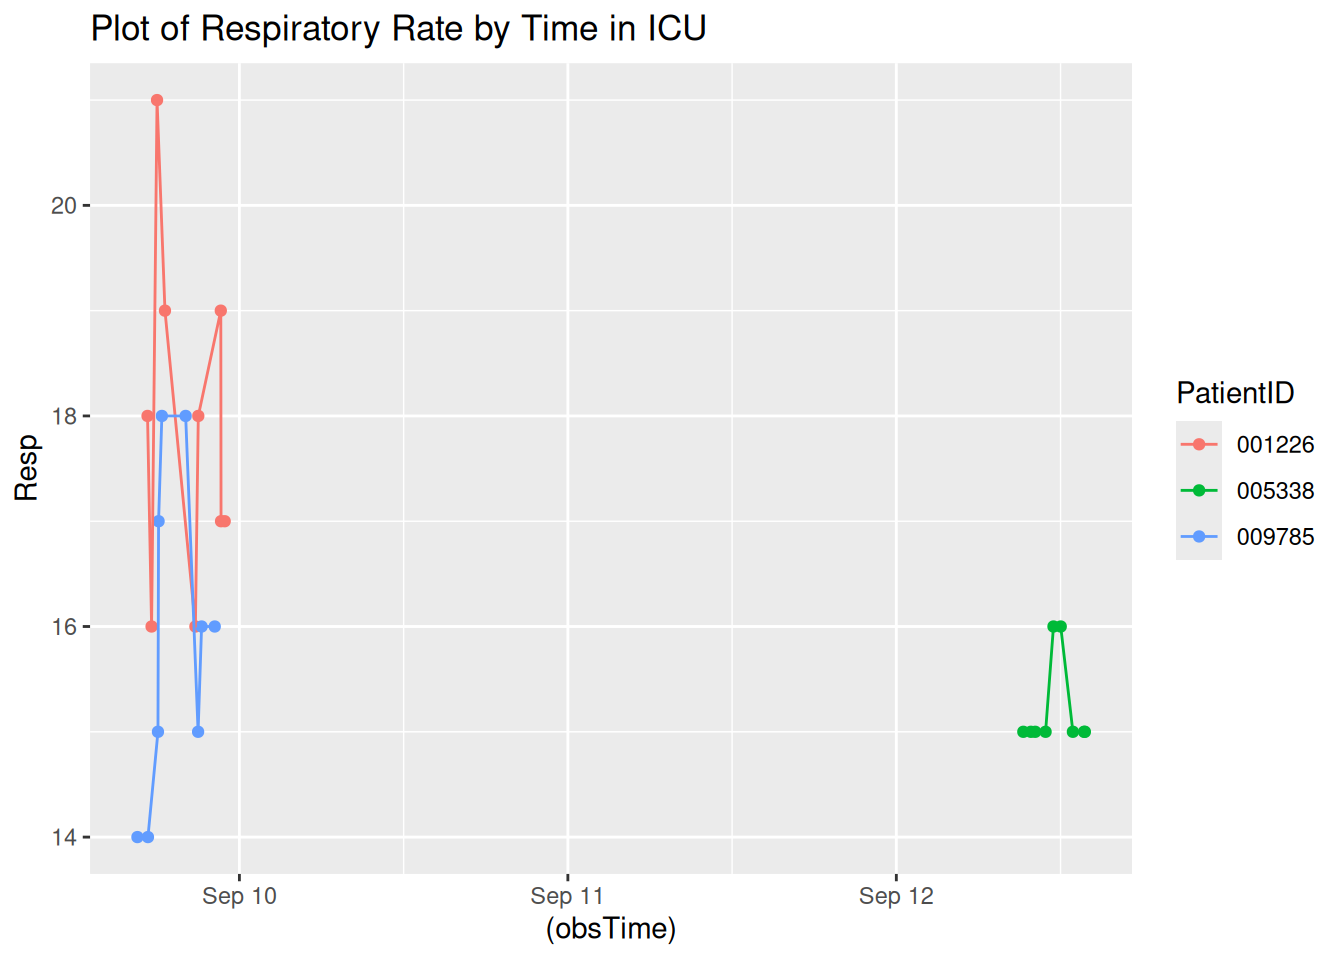 Plot of Respiratory Rate by Time in ICU
Resp
20
18
16
14
Sep 10
Sep 11
Sep 12
(obsTime)
PatientID
001226
005338
009785